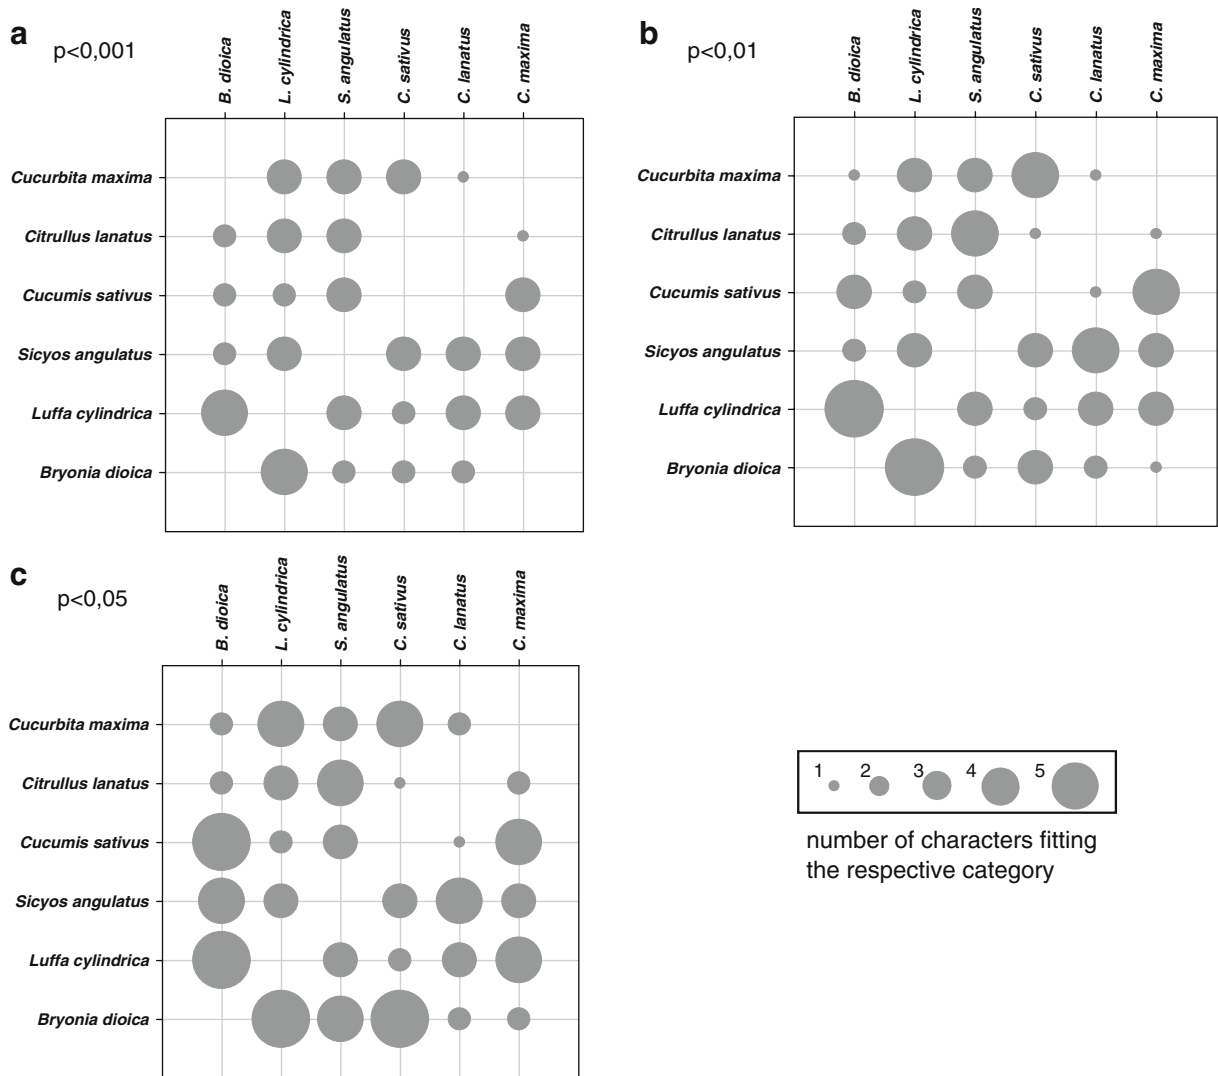 a
p<0,001
B. dioica
L. cylindrica
S. angulatus
C. sativus
C. lanatus
C. maxima
Cucurbita maxima
Citrullus lanatus
Cucumis sativus
Sicyos angulatus
Luffa cylindrica
Bryonia dioica
b
p<0,01
B. dioica
L. cylindrica
S. angulatus
C. sativus
C. lanatus
C. maxima
Cucurbita maxima
Citrullus lanatus
Cucumis sativus
Sicyos angulatus
Luffa cylindrica
Bryonia dioica
c
p<0,05
B. dioica
L. cylindrica
S. angulatus
C. sativus
C. lanatus
C. maxima
Cucurbita maxima
Citrullus lanatus
Cucumis sativus
Sicyos angulatus
Luffa cylindrica
Bryonia dioica
1 2 3 4 5
number of characters fitting
the respective category